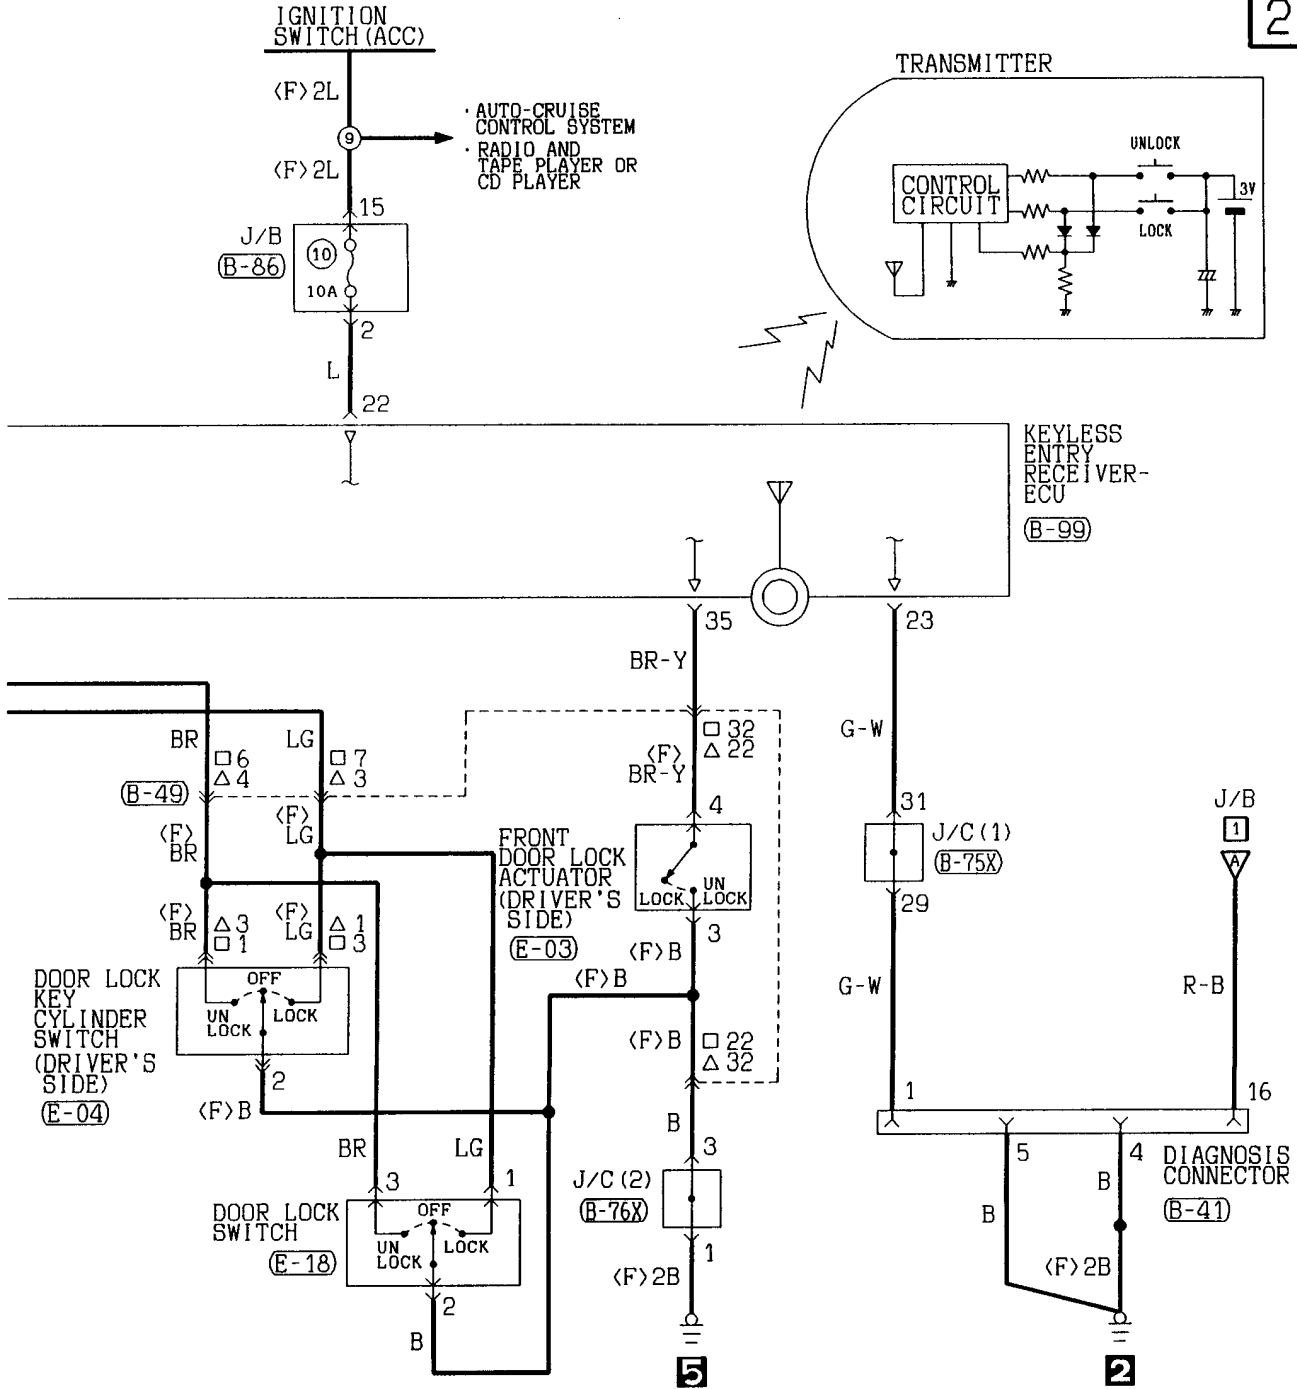 IGNITION
SWITCH(ACC)
2
TRANSMITTER
<F>2L
9
· AUTO-CRUISE
CONTROL SYSTEM
· RADIO AND
TAPE PLAYER OR
CD PLAYER
<F>2L
UNLOCK
CONTROL
CIRCUIT
3V
LOCK
15
J/B
B-86
10
10A
2
L
22
KEYLESS
ENTRY
RECEIVER-
ECU
B-99
35
23
BR-Y
G-W
BR
□6
△4
LG
□7
△3
□32
△22
<F>
BR-Y
B-49
<F>
BR
<F>
LG
4
31
J/C(1)
B-75X
29
J/B
1
A
FRONT
DOOR LOCK
ACTUATOR
(DRIVER'S
SIDE)
E-03
LOCK
UN
LOCK
3
<F>
BR
△3
□1
<F>
LG
△1
□3
<F>B
<F>B
G-W
R-B
DOOR LOCK
KEY
CYLINDER
SWITCH
(DRIVER'S
SIDE)
E-04
OFF
UN
LOCK
LOCK
2
<F>B
<F>B
□22
△32
1
16
B
BR
LG
3
1
3
J/C(2)
B-76X
1
5
4
DIAGNOSIS
CONNECTOR
B-41
B
B
DOOR LOCK
SWITCH
E-18
OFF
UN
LOCK
LOCK
2
B
<F>2B
<F>2B
5
2